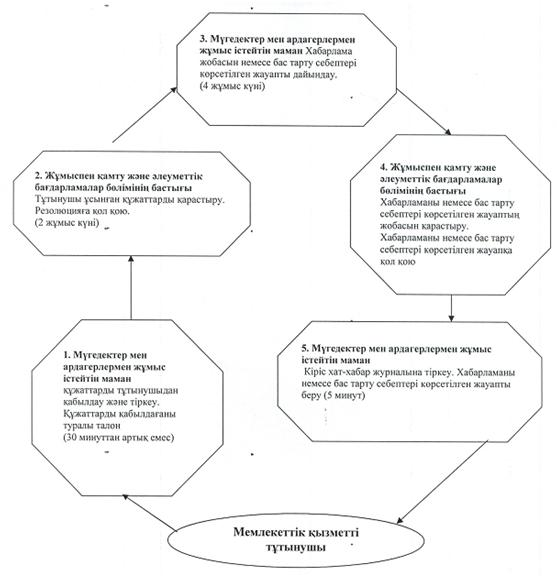 3. Мүгедектер мен ардагерлермен
жұмыс істейтін маман Хабарлама
жобасын немесе бас тарту себептері
көрсетілген жауапты дайындау.
(4 жұмыс күні)
2. Жұмыспен қамту және әлеуметтік
бағдарламалар бөлімінің бастығы
Тұтынушы ұсынған құжаттарды қарастыру.
Резолюцияға қол қою.
(2 жұмыс күні)
4. Жұмыспен қамту және
әлеуметтік бағдарламалар
бөлімінің бастығы
Хабарламаны немесе бас тарту
себептері көрсетілген жауаптың
жобасын қарастыру.
Хабарламаны немесе бас тарту
себептері көрсетілген жауапқа
қол қою
1. Мүгедектер мен
ардагерлермен жұмыс
істейтін маман
құжаттарды тұтынушыдан
қабылдау және тіркеу.
Құжаттарды қабылдағаны
туралы талон
(30 минуттан артық емес)
5. Мүгедектер мен ардагерлермен жұмыс
істейтін маман
Кіріс хат-хабар журналына тіркеу. Хабарламаны
немесе бас тарту себептері көрсетілген жауапты
беру (5 минут)
Мемлекеттік қызметті
тұтынушы